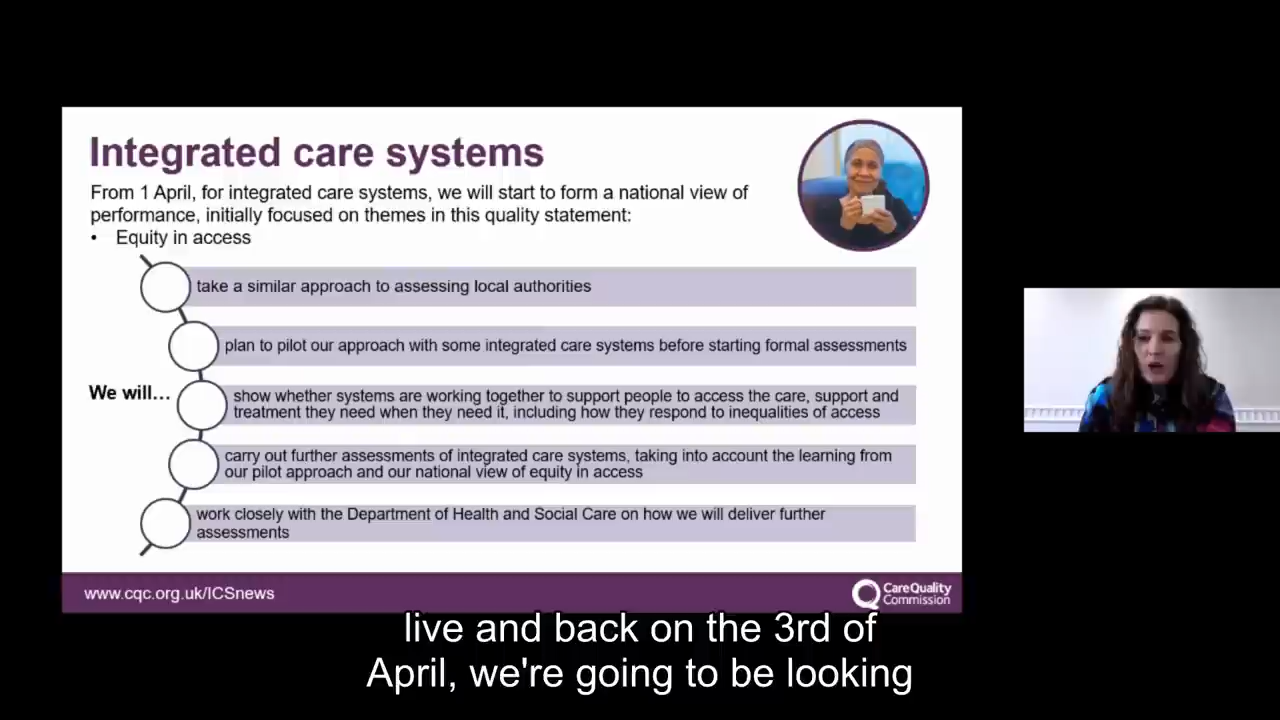 Integrated care systems
From 1 April, for integrated care systems, we will start to form a national view of
performance, initially focused on themes in this quality statement:
• Equity in access
take a similar approach to assessing local authorities
plan to pilot our approach with some integrated care systems before starting formal assessments
We will...
show whether systems are working together to support people to access the care, support and
treatment they need when they need it, including how they respond to inequalities of access
carry out further assessments of integrated care systems, taking into account the learning from
our pilot approach and our national view of equity in access
work closely with the Department of Health and Social Care on how we will deliver further
assessments
www.cqc.org.uk/ICSnews
CareQuality
Commission
live and back on the 3rd of
April, we're going to be looking